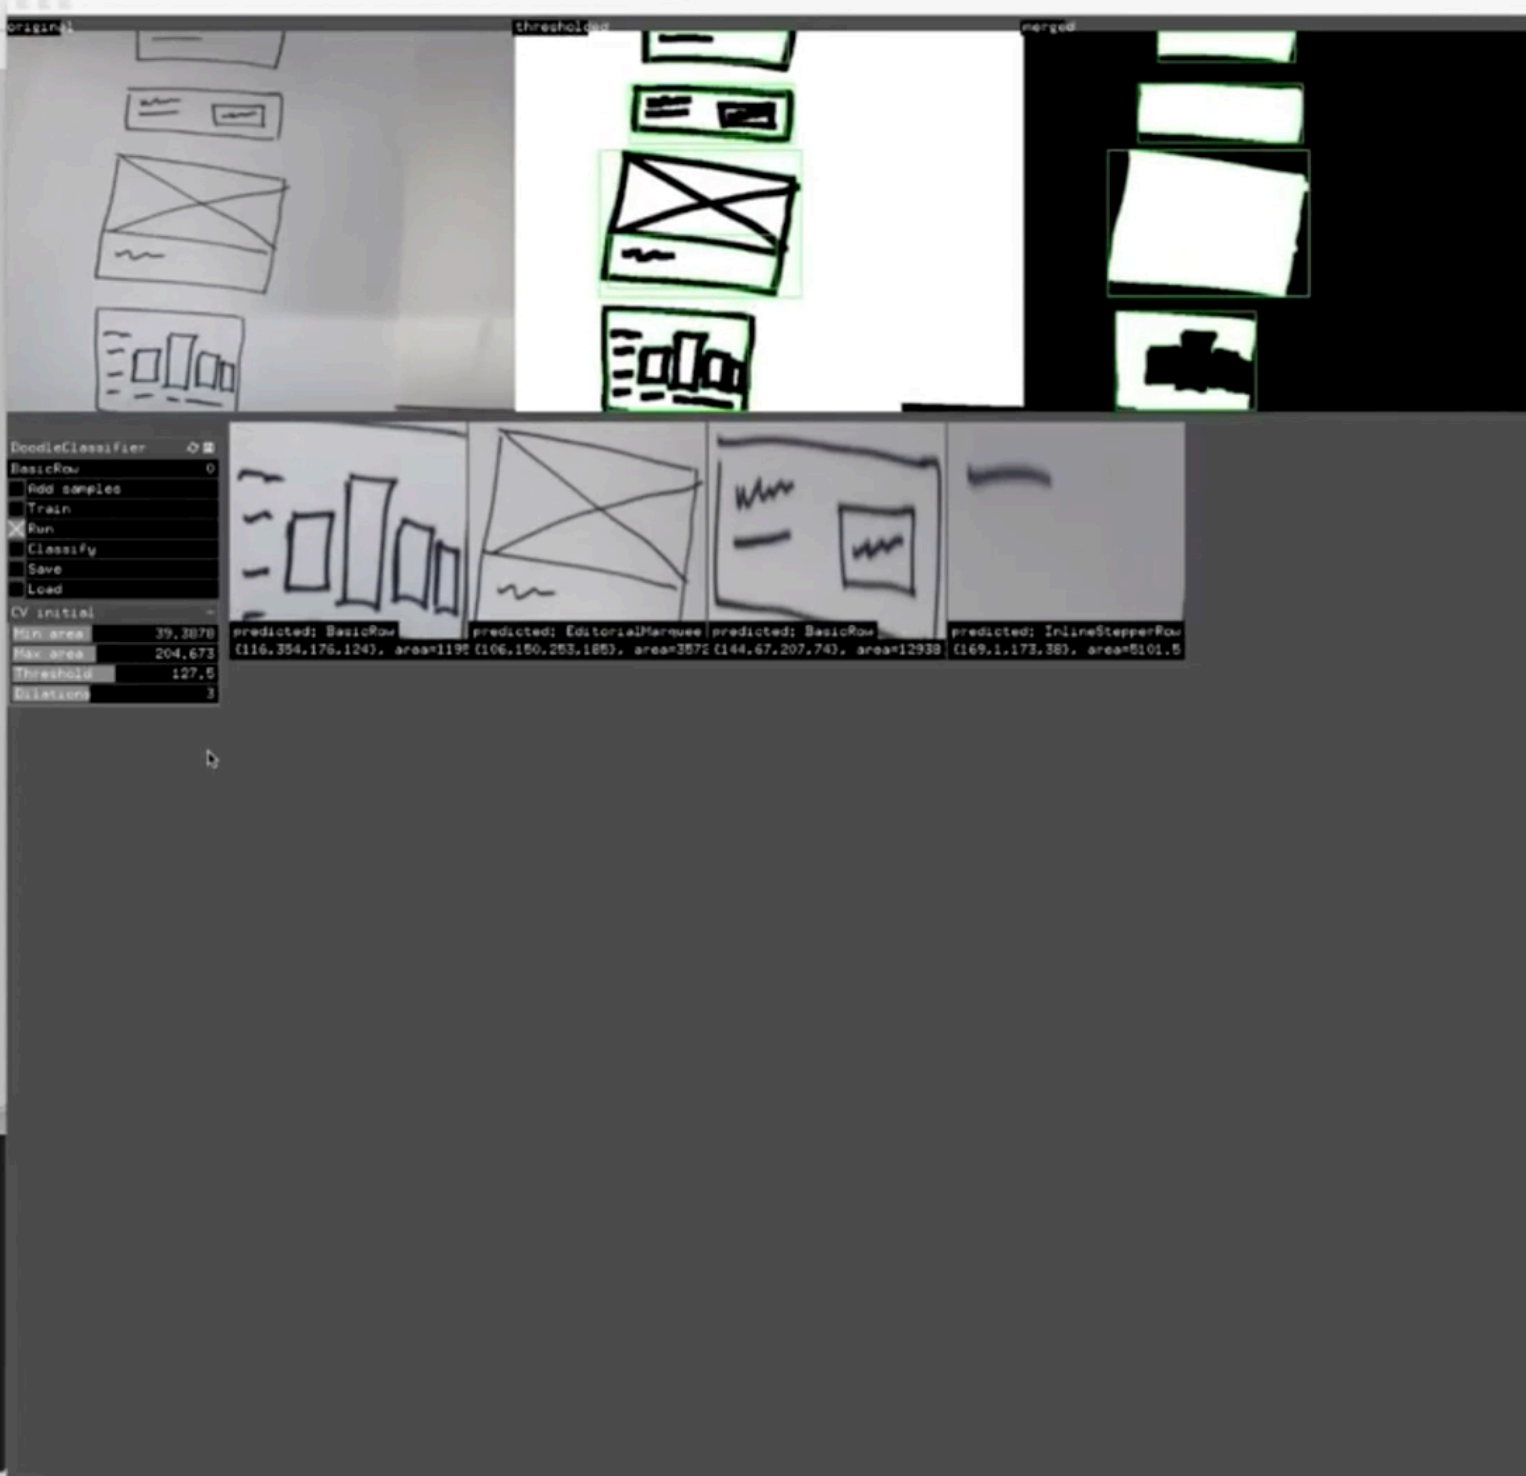 original
thresholded
merged
DoodleClassifier
BasicRow 0
Add samples
Train
Run
Classify
Save
Load
CV initial -
Min area 39.3878
Max area 204.673
Threshold 127.5
Dilations 3
predicted: BasicRow
{116,354,176,124}, area=1195
predicted: EditorialMarquee
{106,150,253,185}, area=3572
predicted: BasicRow
{144,67,207,74}, area=12938
predicted: InlineStepperRow
{169,1,173,38}, area=5101.5